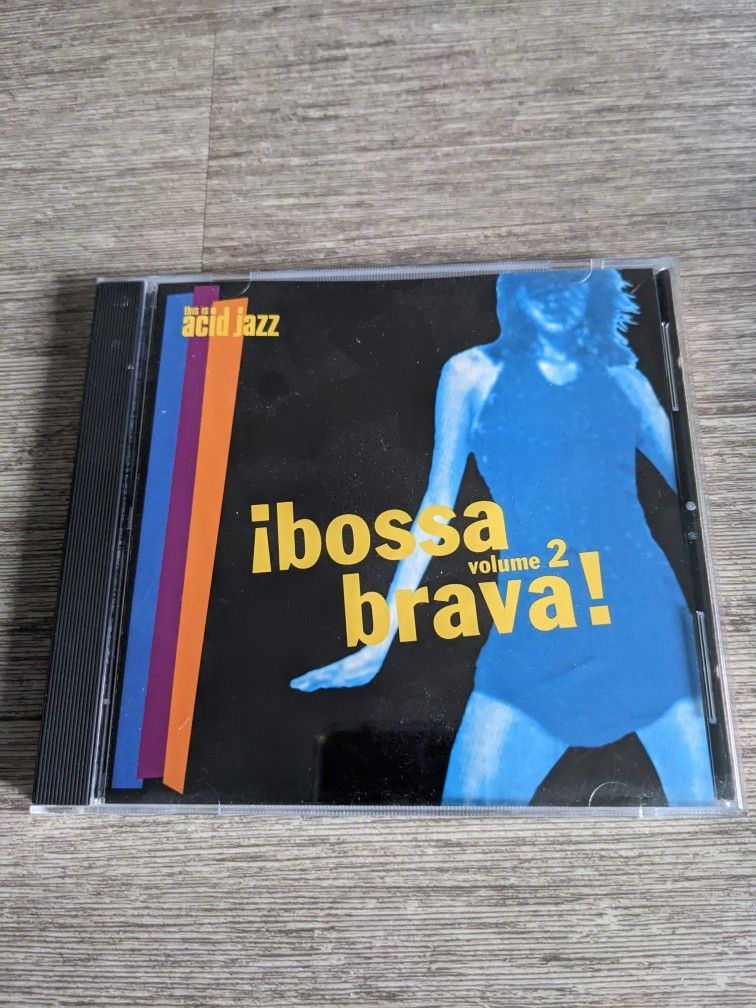 this is a
acid jazz
¡bossa
volume 2
brava!